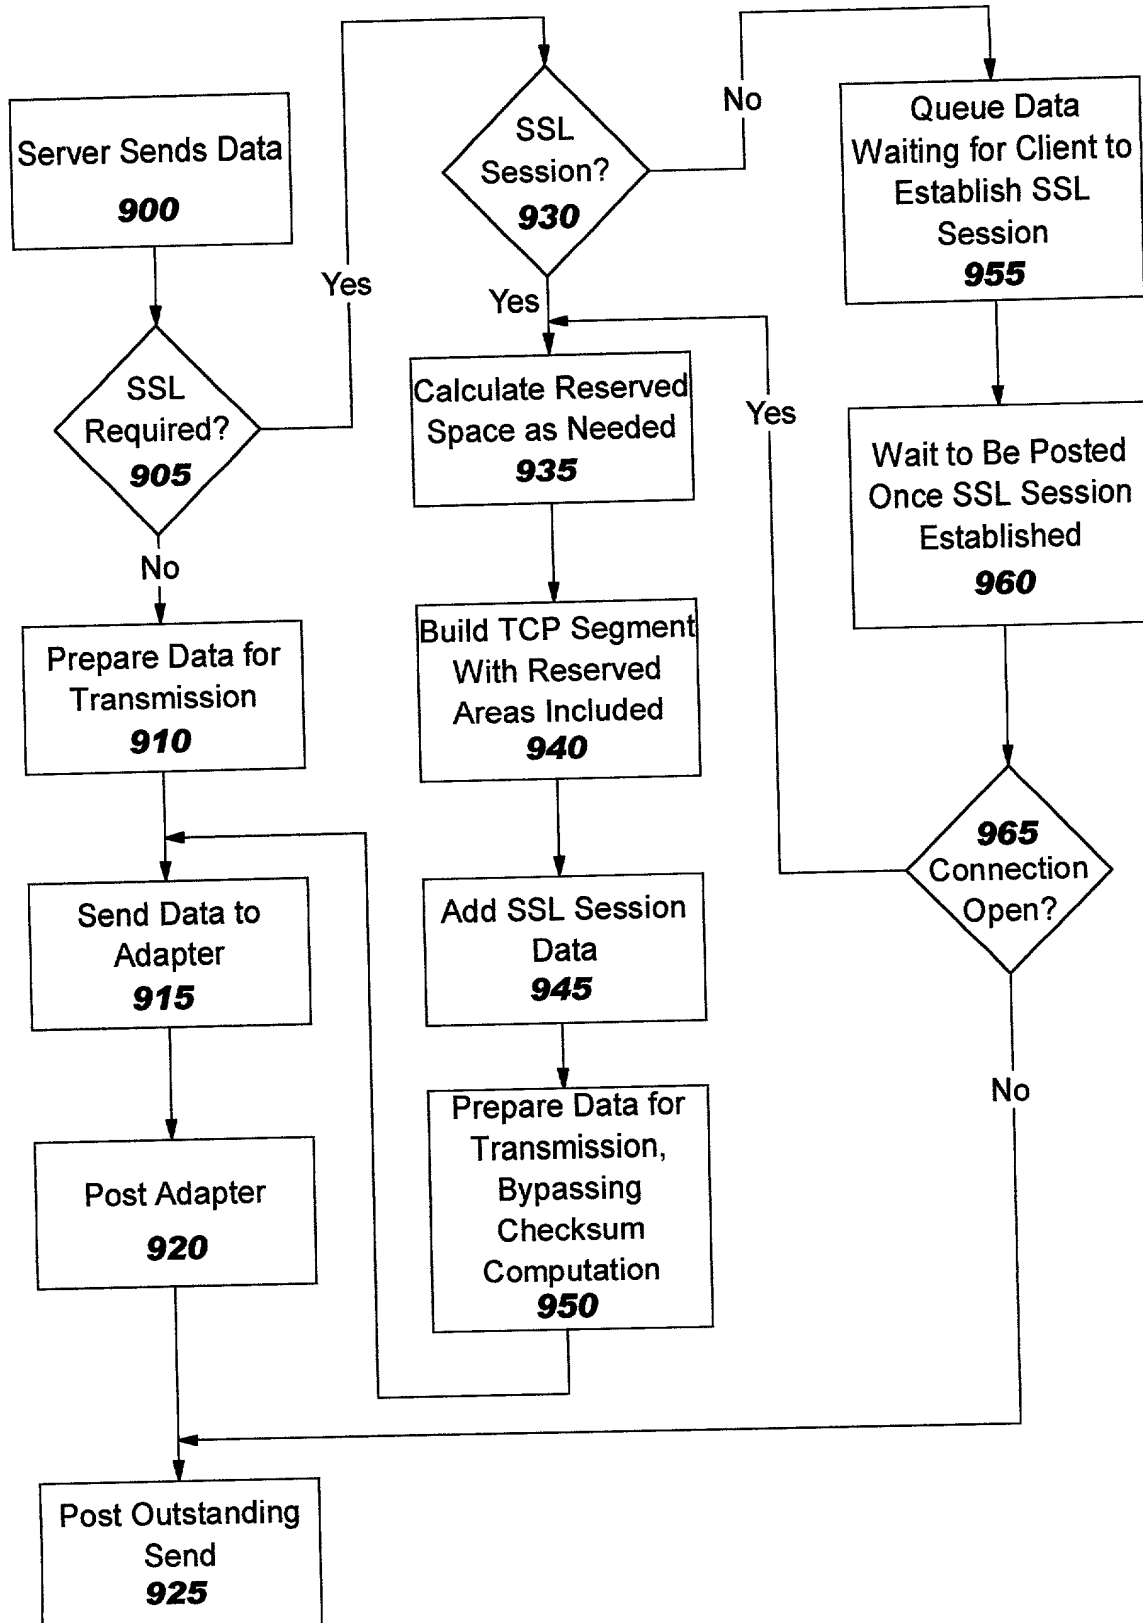 Server Sends Data
900
SSL
Required?
905
Yes
No
Prepare Data for
Transmission
910
Send Data to
Adapter
915
Post Adapter
920
Post Outstanding
Send
925
SSL
Session?
930
No
Yes
Calculate Reserved
Space as Needed
935
Build TCP Segment
With Reserved
Areas Included
940
Add SSL Session
Data
945
Prepare Data for
Transmission,
Bypassing
Checksum
Computation
950
Queue Data
Waiting for Client to
Establish SSL
Session
955
Wait to Be Posted
Once SSL Session
Established
960
965
Connection
Open?
Yes
No